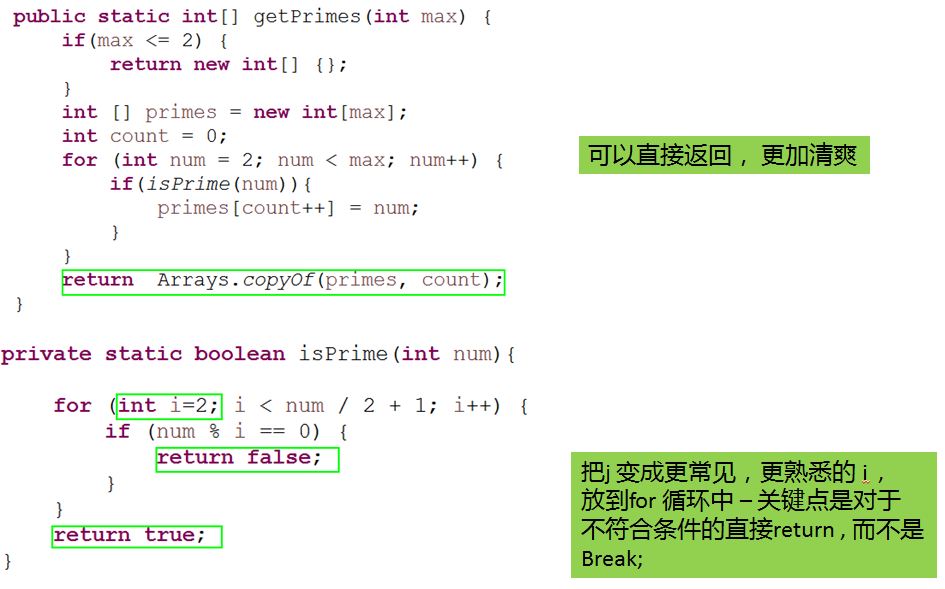 public static int[] getPrimes(int max) {
if(max <= 2) {
return new int[] {};
}
int [] primes = new int[max];
int count = 0;
for (int num = 2; num < max; num++) {
if(isPrime(num)){
primes[count++] = num;
}
}
return Arrays.copyOf(primes, count);
}
可以直接返回，更加清爽
private static boolean isPrime(int num){
for (int i=2; i < num / 2 + 1; i++) {
if (num % i == 0) {
return false;
}
}
return true;
}
把j 变成更常见，更熟悉的 i，
放到for 循环中 – 关键点是对于
不符合条件的直接return , 而不是
Break;